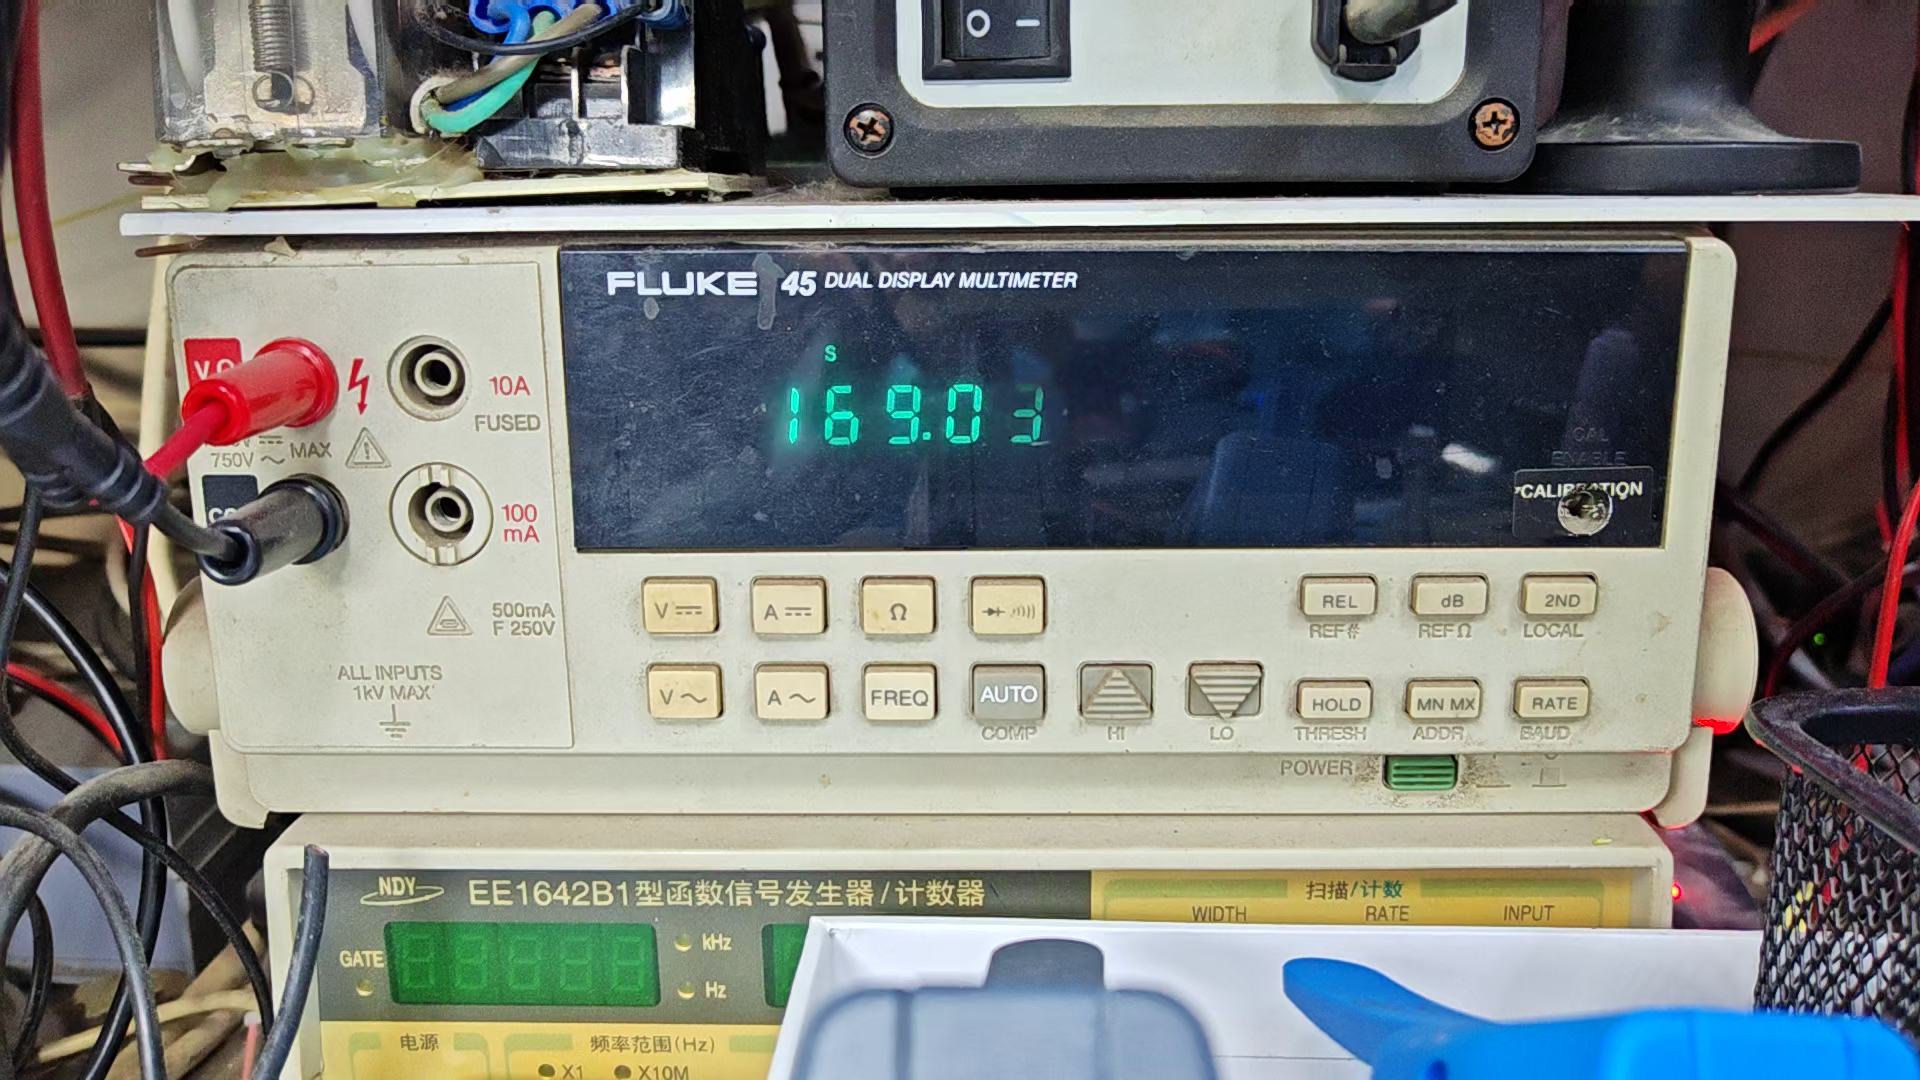 O –
FLUKE 45 DUAL DISPLAY MULTIMETER
S
169.03
CAL
ENABLE
CALIBRATION
10A
FUSED
750V ~ MAX
100
mA
500mA
F 250V
ALL INPUTS
1kV MAX
V
A
Ω
REL
dB
2ND
REF#
REFΩ
LOCAL
V ~
A ~
FREQ
AUTO
HOLD
MN MX
RATE
COMP
HI
LO
THRESH
ADDR
BAUD
POWER
NDY
EE1642B1型函数信号发生器/计数器
扫描/计数
WIDTH
RATE
INPUT
GATE
kHz
Hz
电源
频率范围(Hz)
X1
X10M